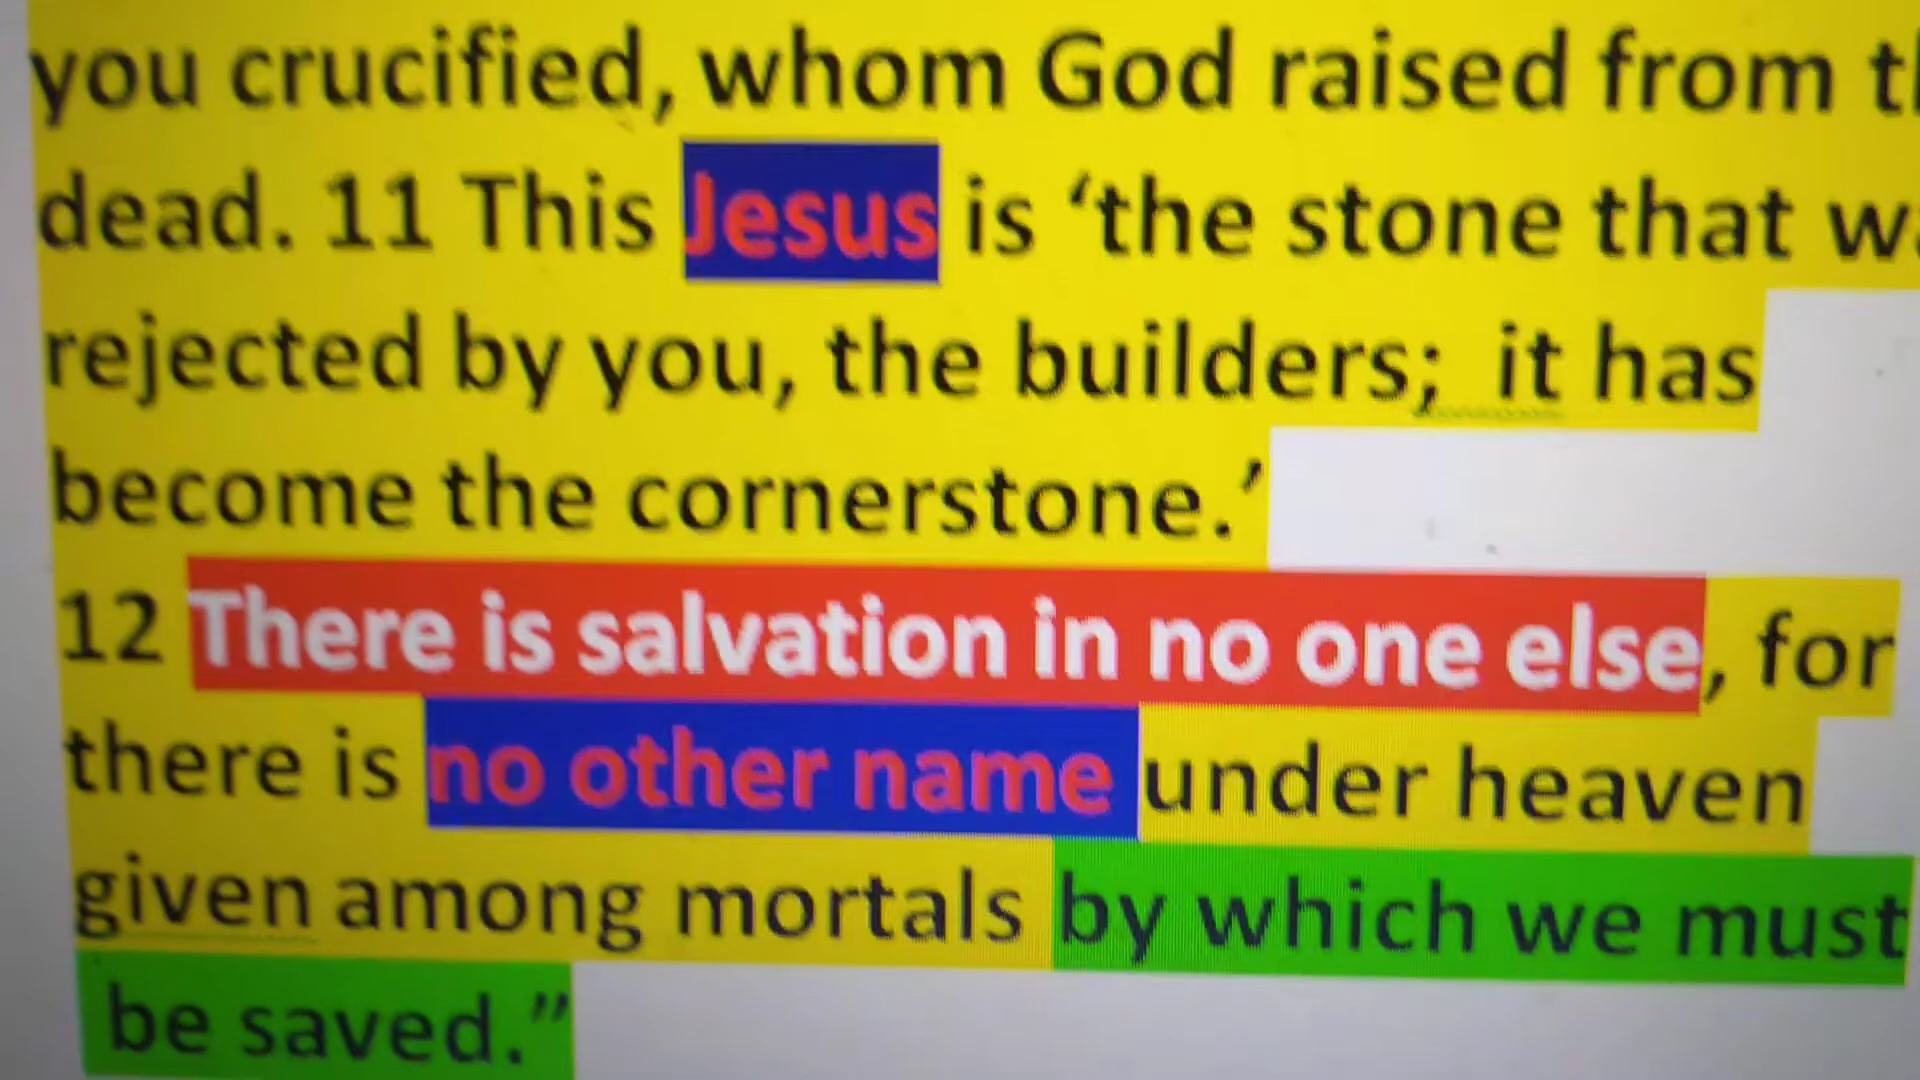 you crucified, whom God raised from
dead. 11 This Jesus is ‘the stone that
rejected by you, the builders; it has
become the cornerstone.’
12 There is salvation in no one else, for
there is no other name under heaven
given among mortals by which we must
be saved.”